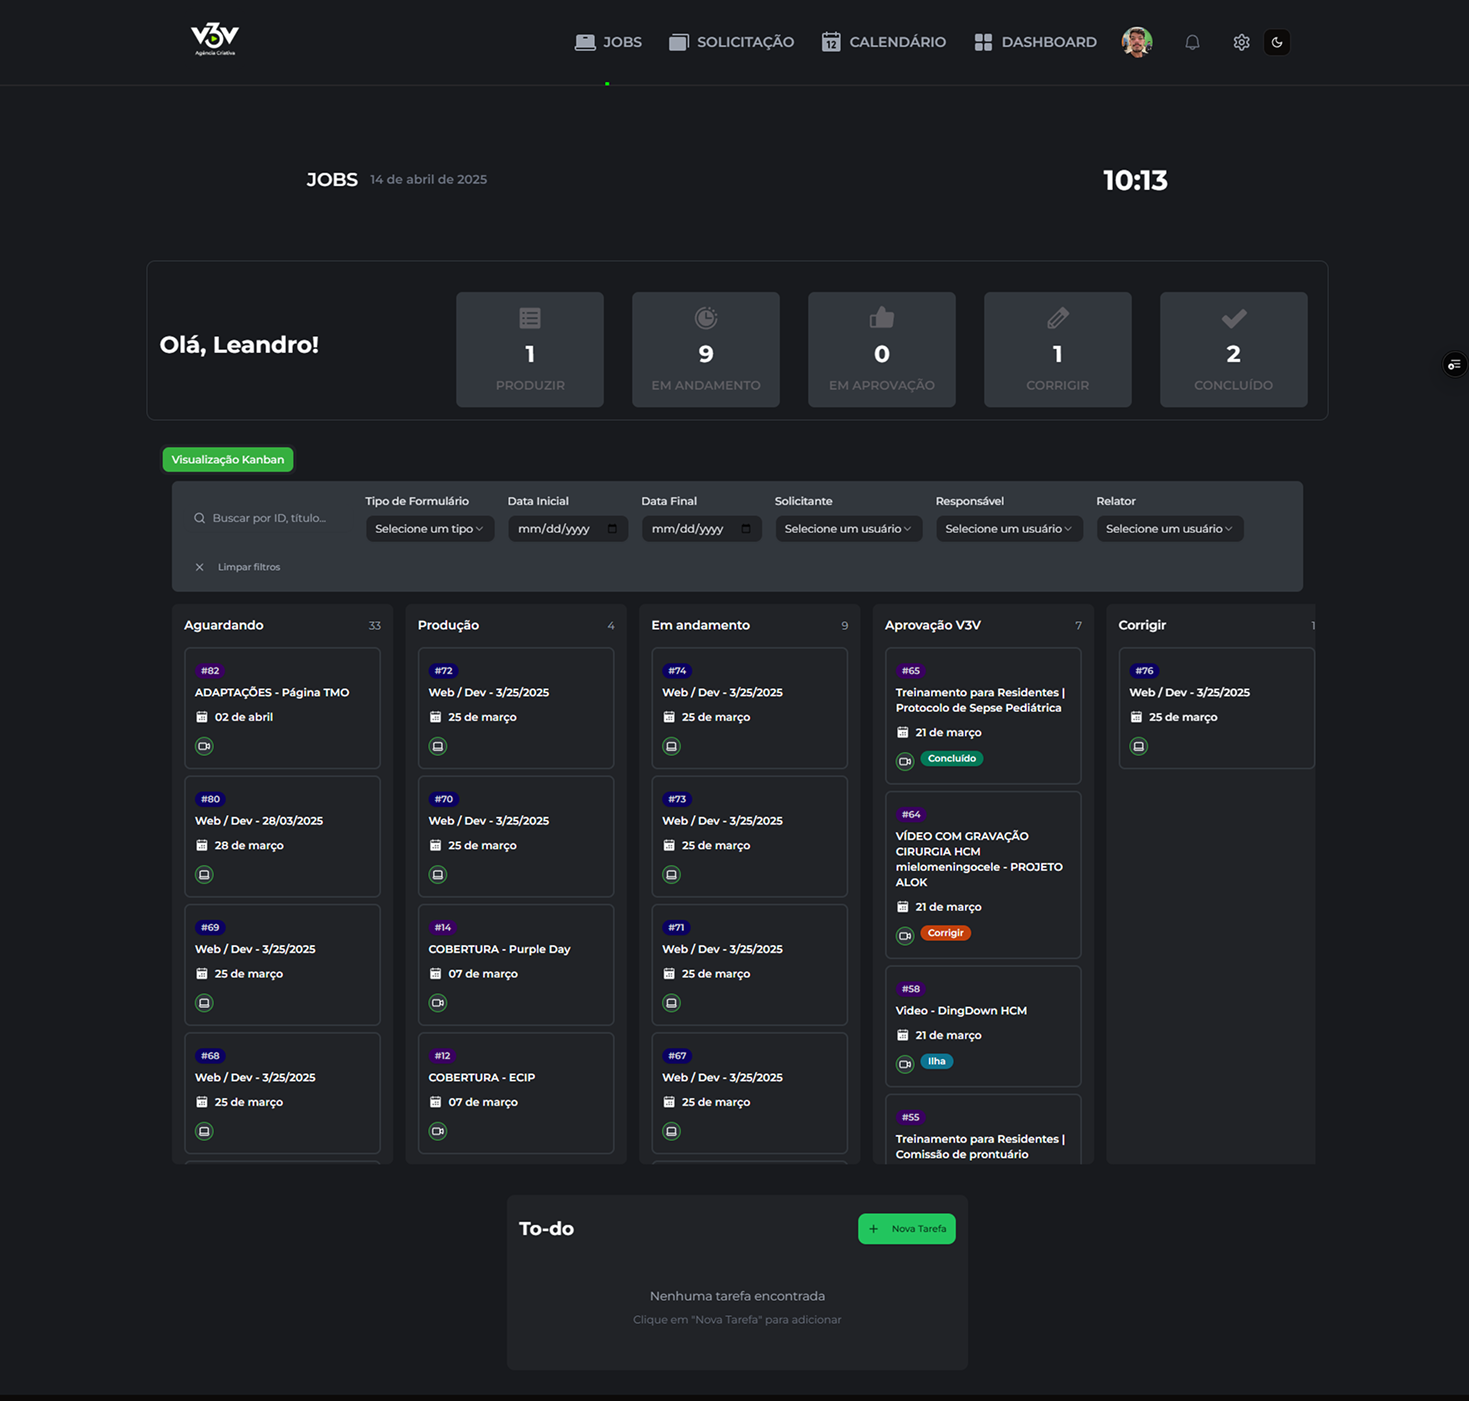 V3V
Agência Criativa
JOBS
SOLICITAÇÃO
12
CALENDÁRIO
DASHBOARD
JOBS
14 de abril de 2025
10:13
Olá, Leandro!
1
PRODUZIR
9
EM ANDAMENTO
0
EM APROVAÇÃO
1
CORRIGIR
2
CONCLUÍDO
Visualização Kanban
Buscar por ID, título...
Tipo de Formulário
Selecione um tipo
Data Inicial
mm/dd/yyyy
Data Final
mm/dd/yyyy
Solicitante
Selecione um usuário
Responsável
Selecione um usuário
Relator
Selecione um usuário
Limpar filtros
Aguardando
33
#82
ADAPTAÇÕES - Página TMO
02 de abril
#80
Web / Dev - 28/03/2025
28 de março
#69
Web / Dev - 3/25/2025
25 de março
#68
Web / Dev - 3/25/2025
25 de março
Produção
4
#72
Web / Dev - 3/25/2025
25 de março
#70
Web / Dev - 3/25/2025
25 de março
#14
COBERTURA - Purple Day
07 de março
#12
COBERTURA - ECIP
07 de março
Em andamento
9
#74
Web / Dev - 3/25/2025
25 de março
#73
Web / Dev - 3/25/2025
25 de março
#71
Web / Dev - 3/25/2025
25 de março
#67
Web / Dev - 3/25/2025
25 de março
Aprovação V3V
7
#65
Treinamento para Residentes |
Protocolo de Sepse Pediátrica
21 de março
Concluído
#64
VÍDEO COM GRAVAÇÃO
CIRURGIA HCM
mielomeningocele - PROJETO
ALOK
21 de março
Corrigir
#58
Video - DingDown HCM
21 de março
Ilha
#55
Treinamento para Residentes |
Comissão de prontuário
Corrigir
1
#76
Web / Dev - 3/25/2025
25 de março
To-do
+ Nova Tarefa
Nenhuma tarefa encontrada
Clique em "Nova Tarefa" para adicionar